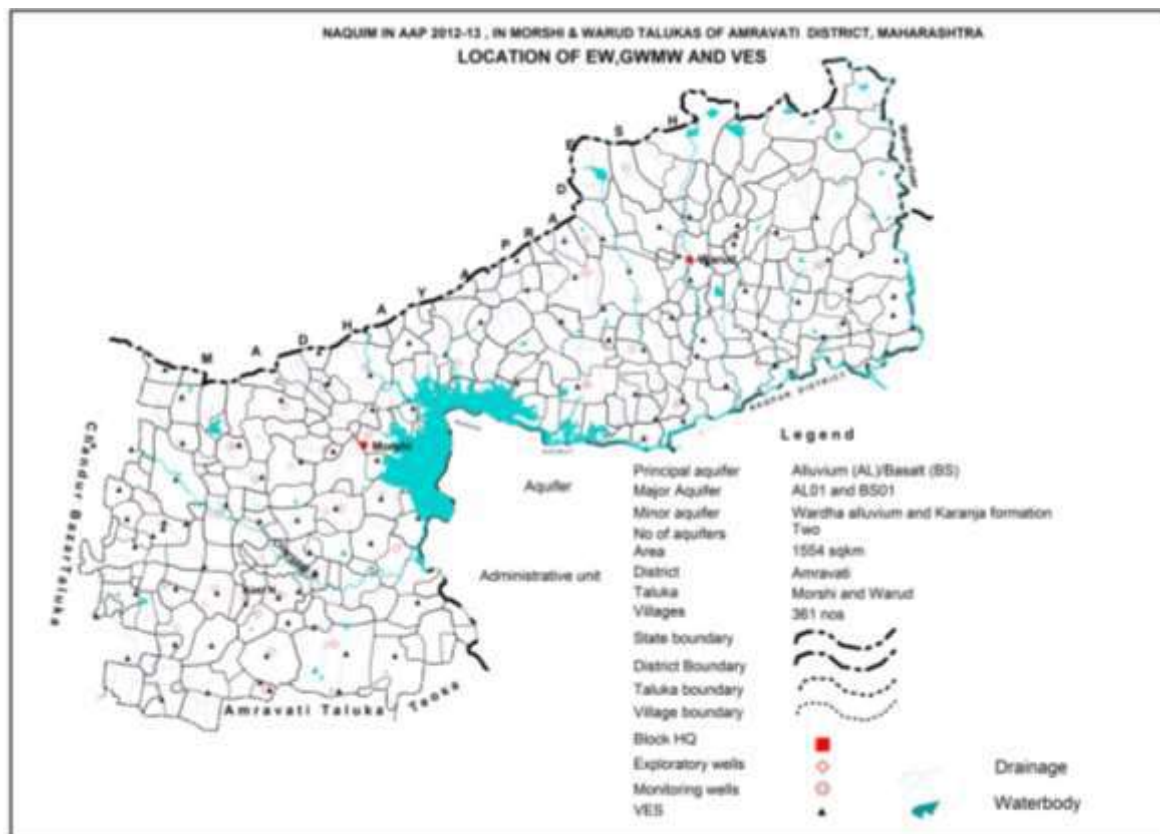 NAQUIM IN AAP 2012-13 , IN MORSHI & WARUD TALUKAS OF AMRAVATI DISTRICT, MAHARASHTRA
LOCATION OF EW,GWMW AND VES
M A D H A Y A P R A D E S H
Warud
Morshi
NAGPUR DISTRICT
Amravati Taluka
Legend
Aquifer
Principal aquifer Alluvium (AL)/Basalt (BS)
Major Aquifer AL01 and BS01
Minor aquifer Wardha alluvium and Karanja formation
No of aquifers Two
Area 1554 sqkm
Administrative unit
District Amravati
Taluka Morshi and Warud
Villages 361 nos
State boundary
District Boundary
Taluka boundary
Village boundary
Block HQ
Exploratory wells
Monitoring wells
VES
Drainage
Waterbody